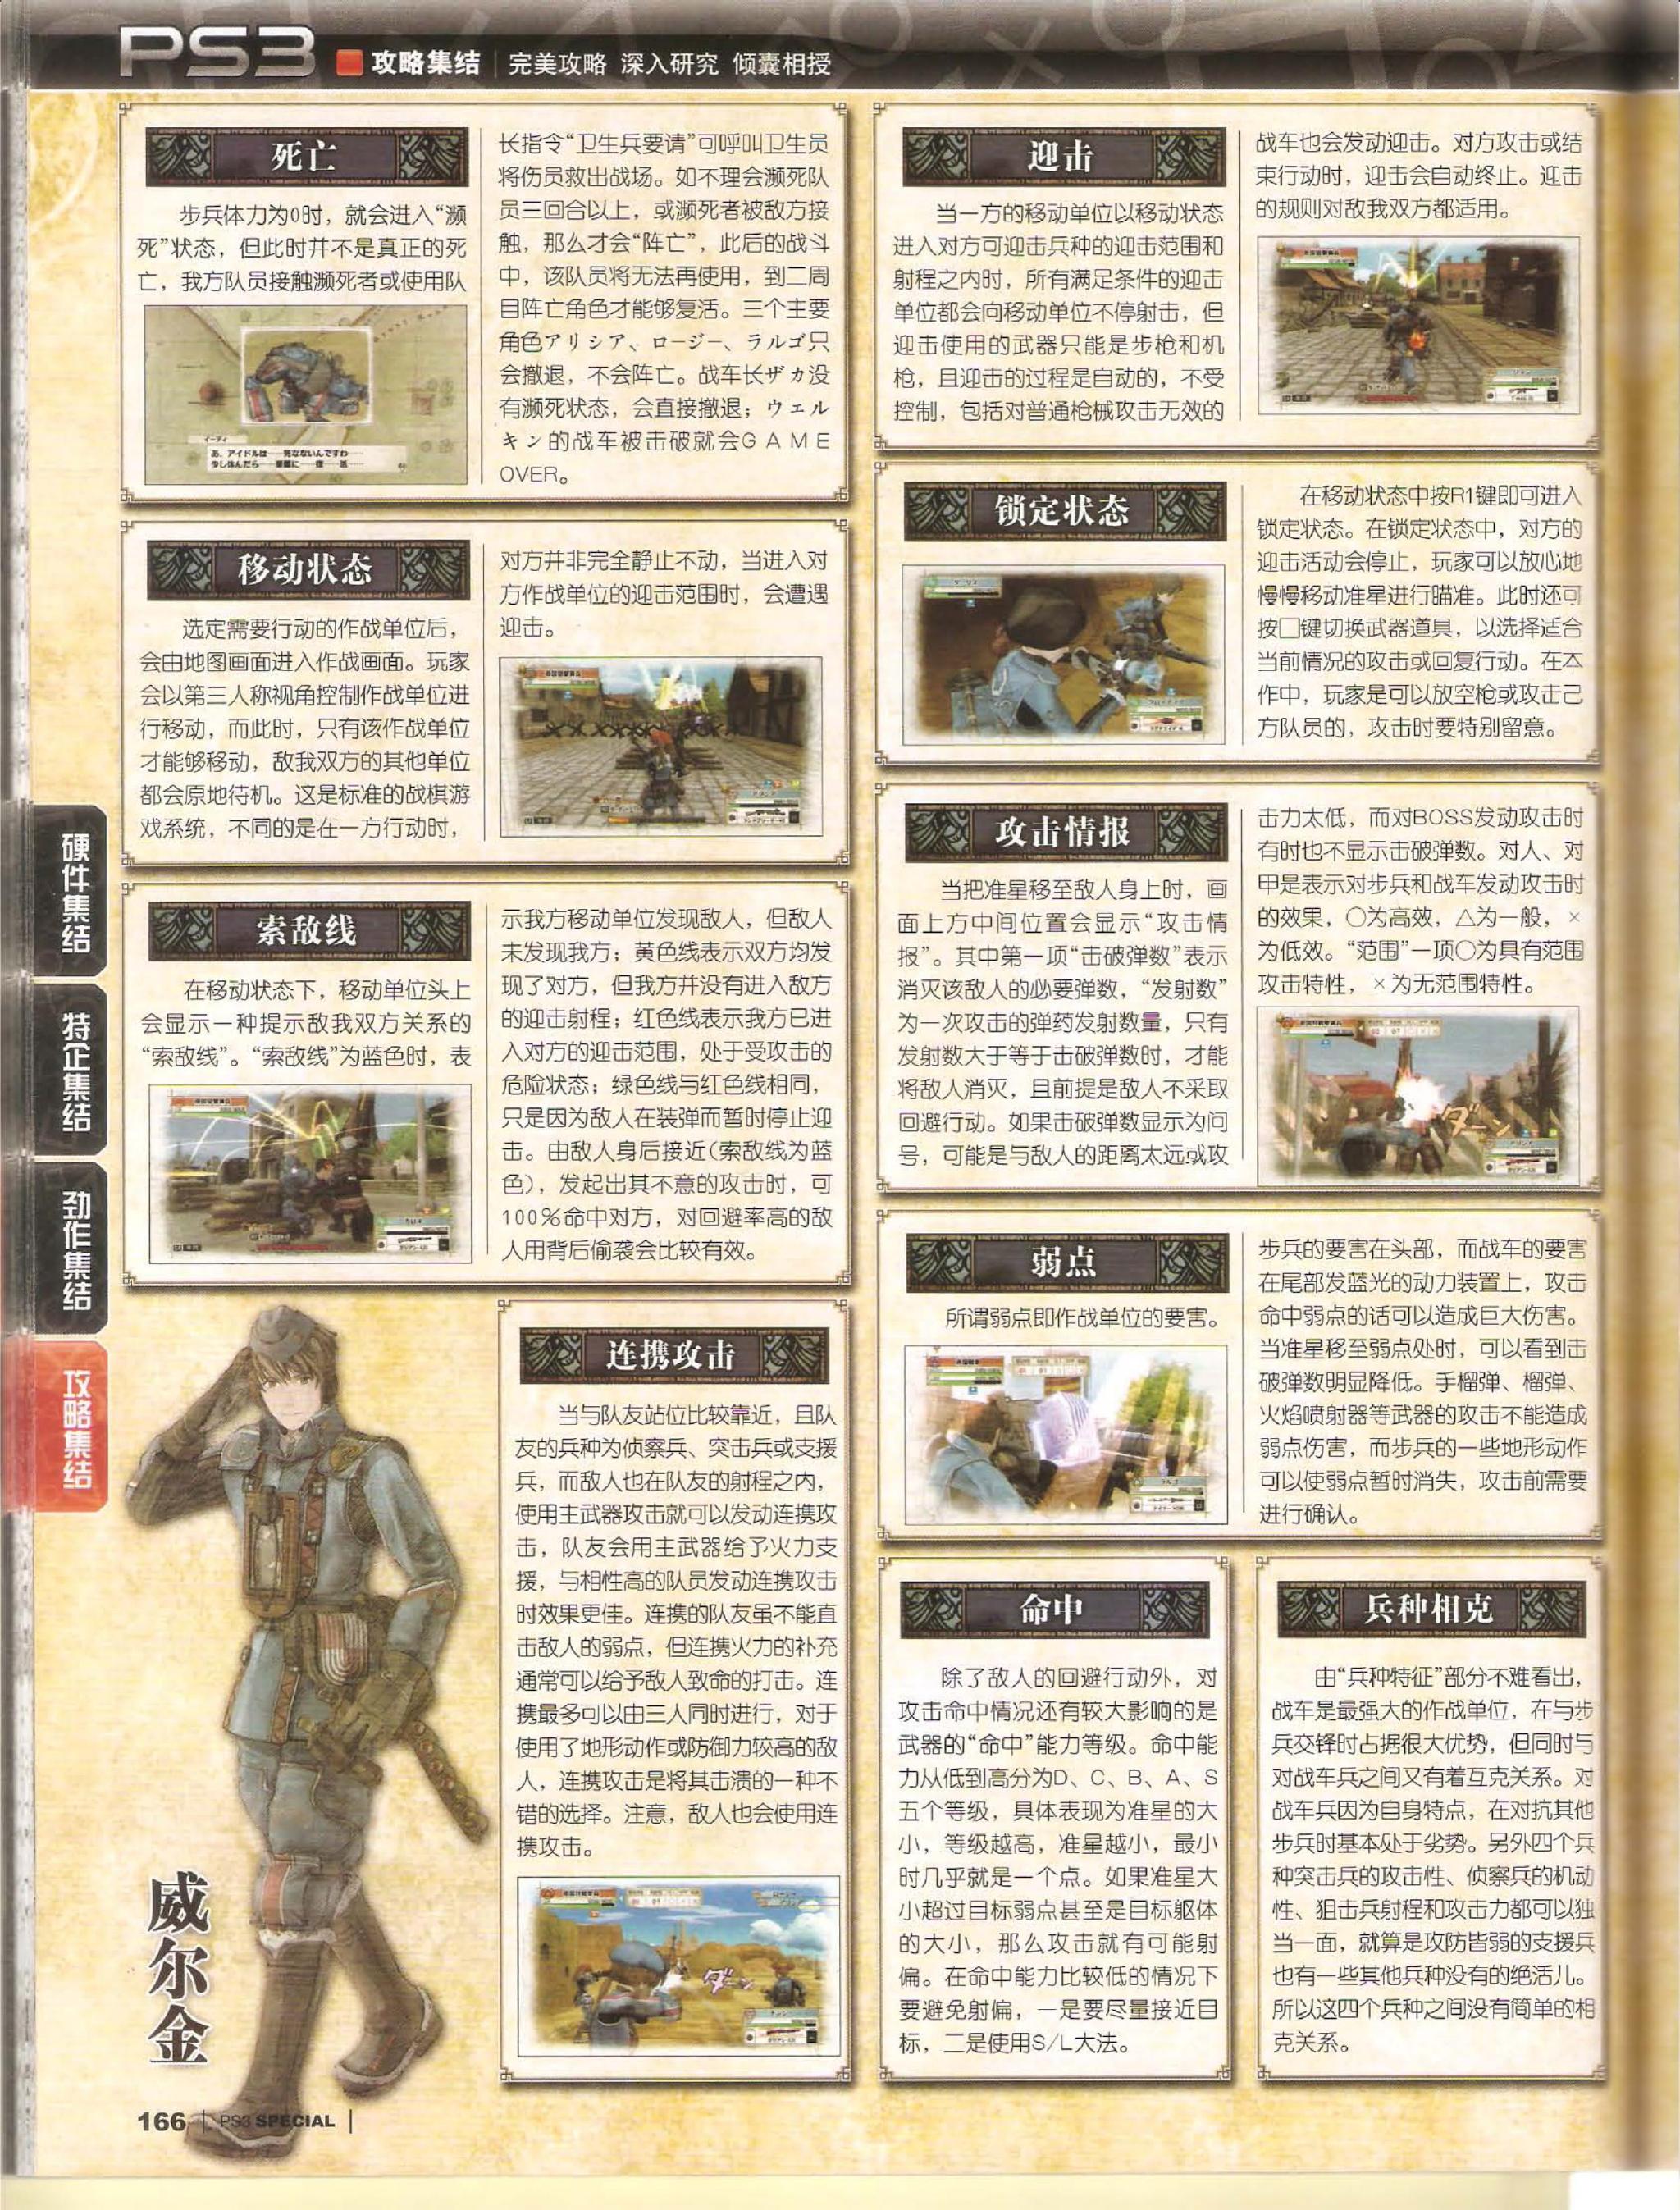 PS3 攻略集结 完美攻略 深入研究 倾囊相授
死亡
步兵体力为0时，就会进入“濒
死”状态，但此时并不是真正的死
亡，我方队员接触濒死者或使用队
あ、アイドルは
长指令“卫生兵要请”可呼叫卫生员
将伤员救出战场。如不理会濒死队
员三回合以上，或濒死者被敌方接
触，那么才会“阵亡”，此后的战斗
中，该队员将无法再使用，到二周
目阵亡角色才能够复活。三个主要
角色アリシア、ロージー、ラルゴ只
会撤退，不会阵亡。战车长ザカ没
有濒死状态，会直接撤退；ウェル
キン的战车被击破就会GAME
OVER。
移动状态
选定需要行动的作战单位后，
会由地图画面进入作战画面。玩家
会以第三人称视角控制作战单位进
行移动，而此时，只有该作战单位
才能够移动，敌我双方的其他单位
都会原地待机。这是标准的战棋游
戏系统，不同的是在一方行动时，
对方并非完全静止不动，当进入对
方作战单位的迎击范围时，会遭遇
迎击。
索敌线
在移动状态下，移动单位头上
会显示一种提示敌我双方关系的
“索敌线”。“索敌线”为蓝色时，表
示我方移动单位发现敌人，但敌人
未发现我方；黄色线表示双方均发
现了对方，但我方并没有进入敌方
的迎击射程；红色线表示我方已进
入对方的迎击范围，处于受攻击的
危险状态；绿色线与红色线相同，
只是因为敌人在装弹而暂时停止迎
击。由敌人身后接近(索敌线为蓝
色)，发起出其不意的攻击时，可
100%命中对方，对回避率高的敌
人用背后偷袭会比较有效。
连携攻击
当与队友站位比较靠近，且队
友的兵种为侦察兵、突击兵或支援
兵，而敌人也在队友的射程之内，
使用主武器攻击就可以发动连携攻
击，队友会用主武器给予火力支
援，与相性高的队员发动连携攻击
时效果更佳。连携的队友虽不能直
击敌人的弱点，但连携火力的补充
通常可以给予敌人致命的打击。连
携最多可以由三人同时进行，对于
使用了地形动作或防御力较高的敌
人，连携攻击是将其击溃的一种不
错的选择。注意，敌人也会使用连
携攻击。
迎击
当一方的移动单位以移动状态
进入对方可迎击兵种的迎击范围和
射程之内时，所有满足条件的迎击
单位都会向移动单位不停射击，但
迎击使用的武器只能是步枪和机
枪，且迎击的过程是自动的，不受
控制，包括对普通枪械攻击无效的
战车也会发动迎击。对方攻击或结
束行动时，迎击会自动终止。迎击
的规则对敌我双方都适用。
锁定状态
在移动状态中按R1键即可进入
锁定状态。在锁定状态中，对方的
迎击活动会停止，玩家可以放心地
慢慢移动准星进行瞄准。此时还可
按□键切换武器道具，以选择适合
当前情况的攻击或回复行动。在本
作中，玩家是可以放空枪或攻击己
方队员的，攻击时要特别留意。
攻击情报
当把准星移至敌人身上时，画
面上方中间位置会显示“攻击情
报”。其中第一项“击破弹数”表示
消灭该敌人的必要弹数，“发射数”
为一次攻击的弹药发射数量，只有
发射数大于等于击破弹数时，才能
将敌人消灭，且前提是敌人不采取
回避行动。如果击破弹数显示为问
号，可能是与敌人的距离太远或攻
击力太低，而对BOSS发动攻击时
有时也不显示击破弹数。对人、对
甲是表示对步兵和战车发动攻击时
的效果，○为高效，△为一般，×
为低效。“范围”一项○为具有范围
攻击特性，×为无范围特性。
ダーン
弱点
所谓弱点即作战单位的要害。
步兵的要害在头部，而战车的要害
在尾部发蓝光的动力装置上，攻击
命中弱点的话可以造成巨大伤害。
当准星移至弱点处时，可以看到击
破弹数明显降低。手榴弹、榴弹、
火焰喷射器等武器的攻击不能造成
弱点伤害，而步兵的一些地形动作
可以使弱点暂时消失，攻击前需要
进行确认。
命中
除了敌人的回避行动外，对
攻击命中情况还有较大影响的是
武器的“命中”能力等级。命中能
力从低到高分为D、C、B、A、S
五个等级，具体表现为准星的大
小，等级越高，准星越小，最小
时几乎就是一个点。如果准星大
小超过目标弱点甚至是目标躯体
的大小，那么攻击就有可能射
偏。在命中能力比较低的情况下
要避免射偏，一是要尽量接近目
标，二是使用S/L大法。
兵种相克
由“兵种特征”部分不难看出，
战车是最强大的作战单位，在与步
兵交锋时占据很大优势，但同时与
对战车兵之间又有着互克关系。对
战车兵因为自身特点，在对抗其他
步兵时基本处于劣势。另外四个兵
种突击兵的攻击性、侦察兵的机动
性、狙击兵射程和攻击力都可以独
当一面，就算是攻防皆弱的支援兵
也有一些其他兵种没有的绝活儿。
所以这四个兵种之间没有简单的相
克关系。
硬件集结
特企集结
劲作集结
攻略集结
威尔金
166 | PS3 SPECIAL |